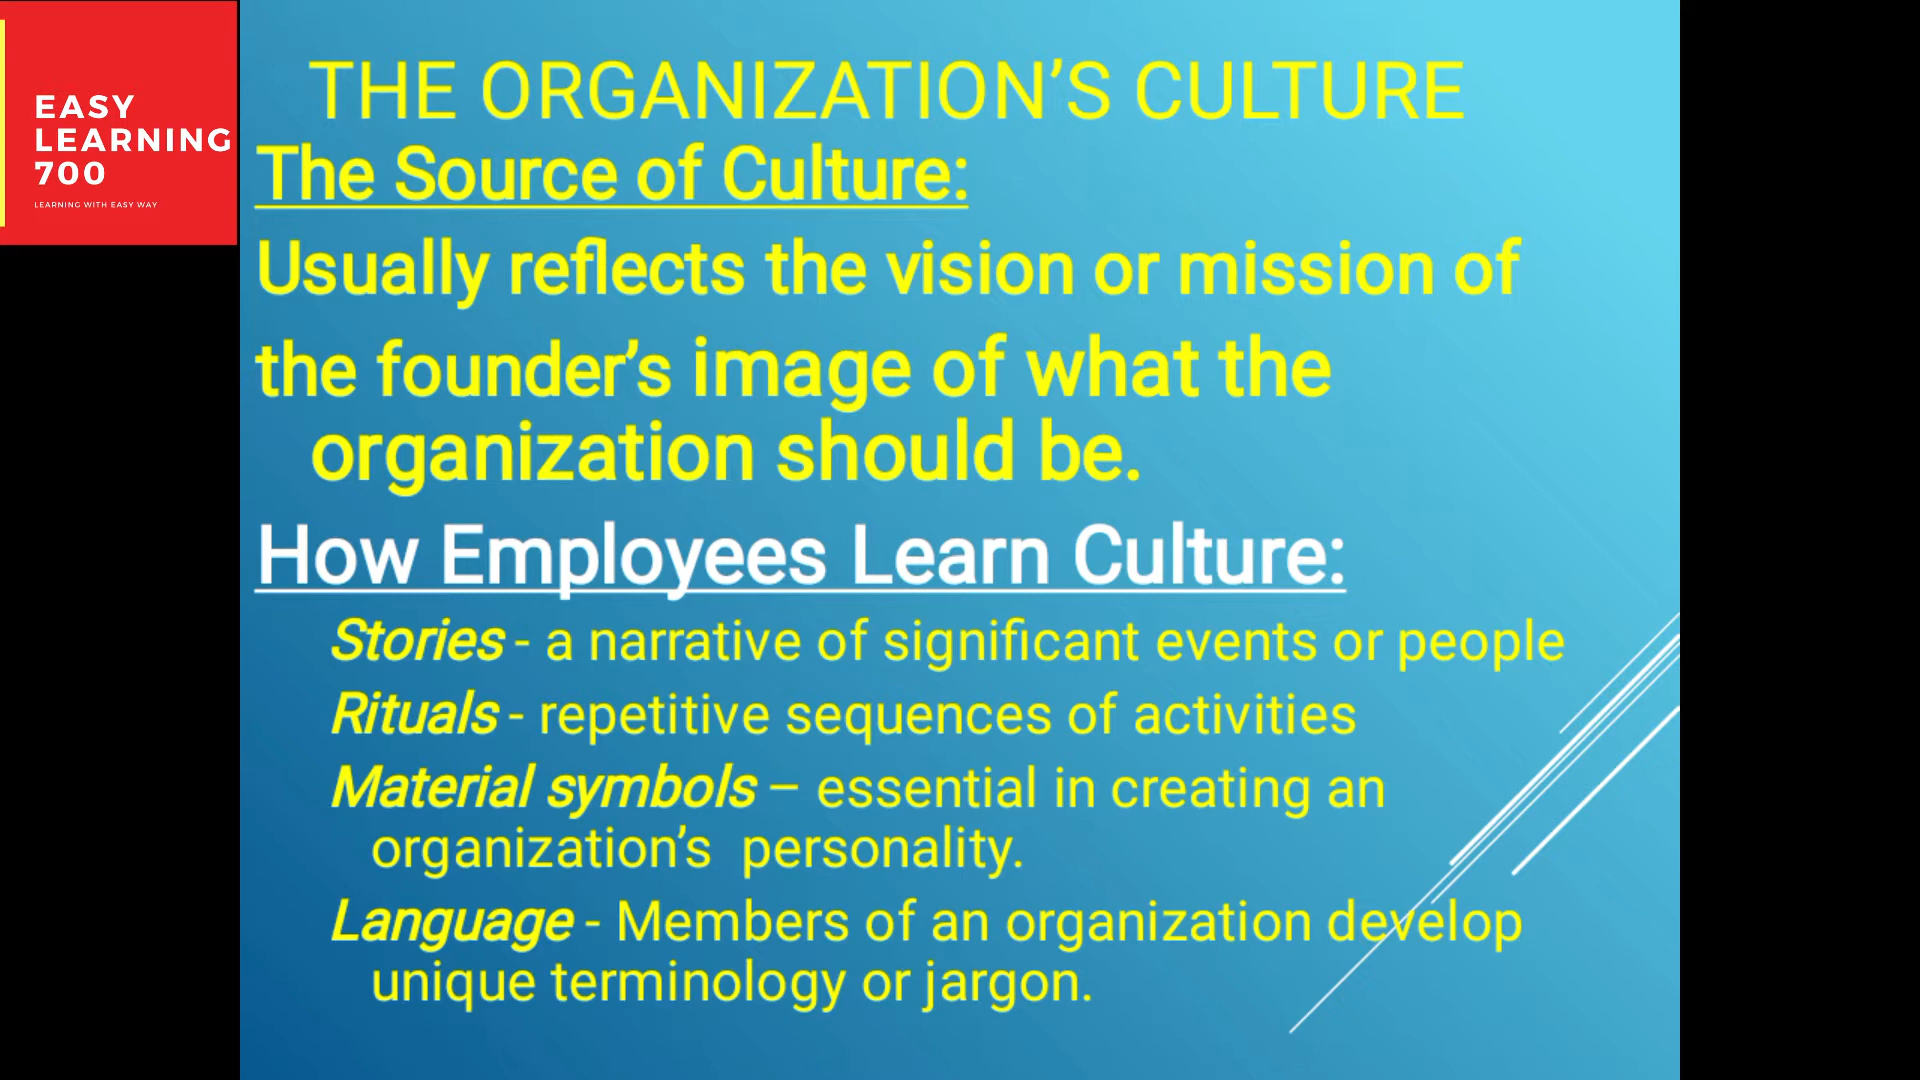 EASY
LEARNING
700
LEARNING WITH EASY WAY
THE ORGANIZATION’S CULTURE
The Source of Culture:
Usually reflects the vision or mission of
the founder’s image of what the
organization should be.
How Employees Learn Culture:
Stories - a narrative of significant events or people
Rituals - repetitive sequences of activities
Material symbols – essential in creating an
organization’s personality.
Language - Members of an organization develop
unique terminology or jargon.